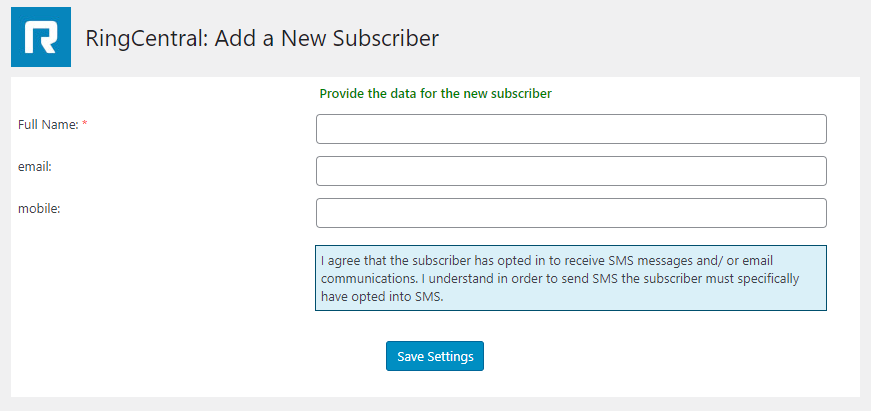 R
RingCentral: Add a New Subscriber
Provide the data for the new subscriber
Full Name: *
email:
mobile:
I agree that the subscriber has opted in to receive SMS messages and/ or email
communications. I understand in order to send SMS the subscriber must specifically
have opted into SMS.
Save Settings